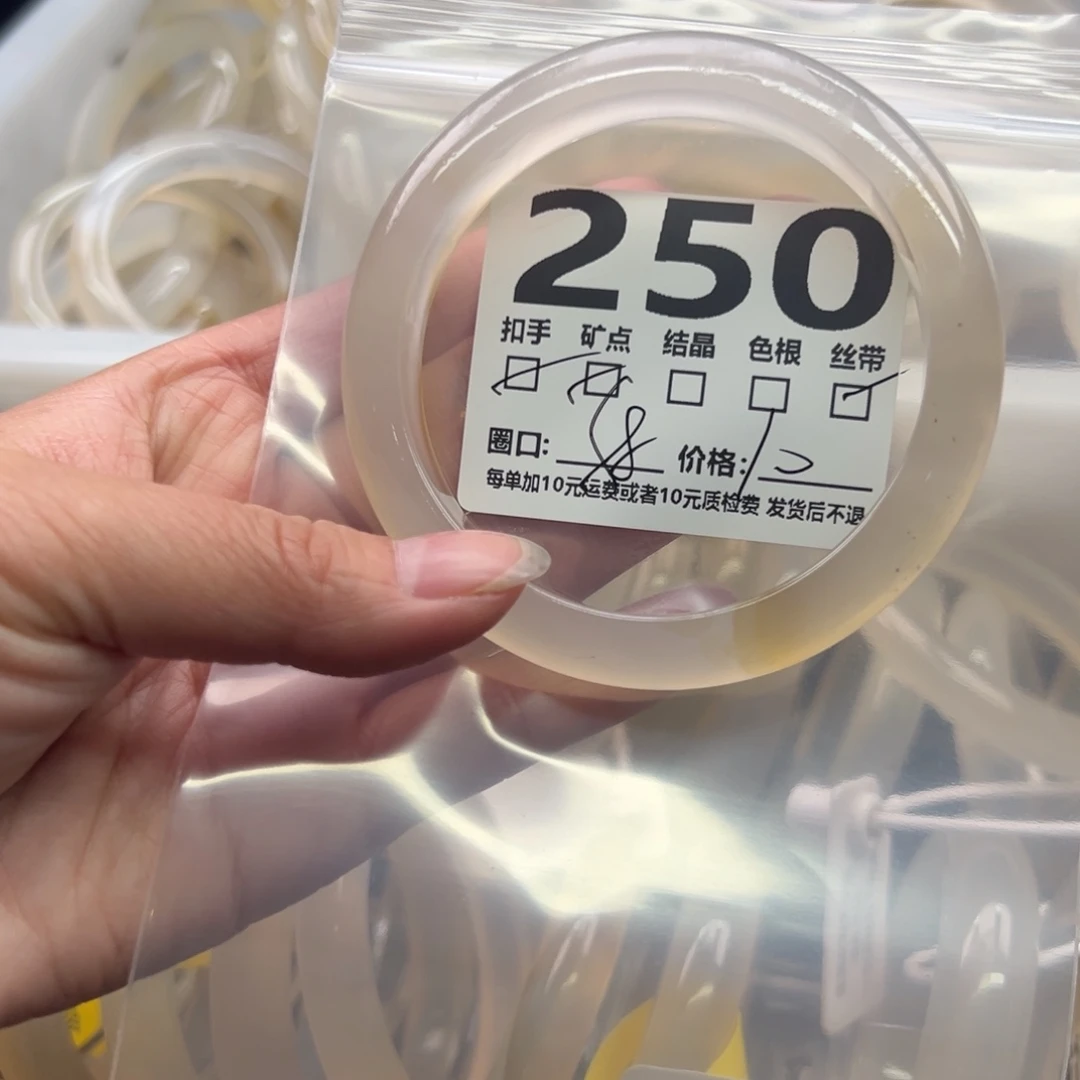 250
扣手 矿点 结晶 色根 丝带
圈口: 价格:
每单加10元运费或者10元质检费 发货后不退